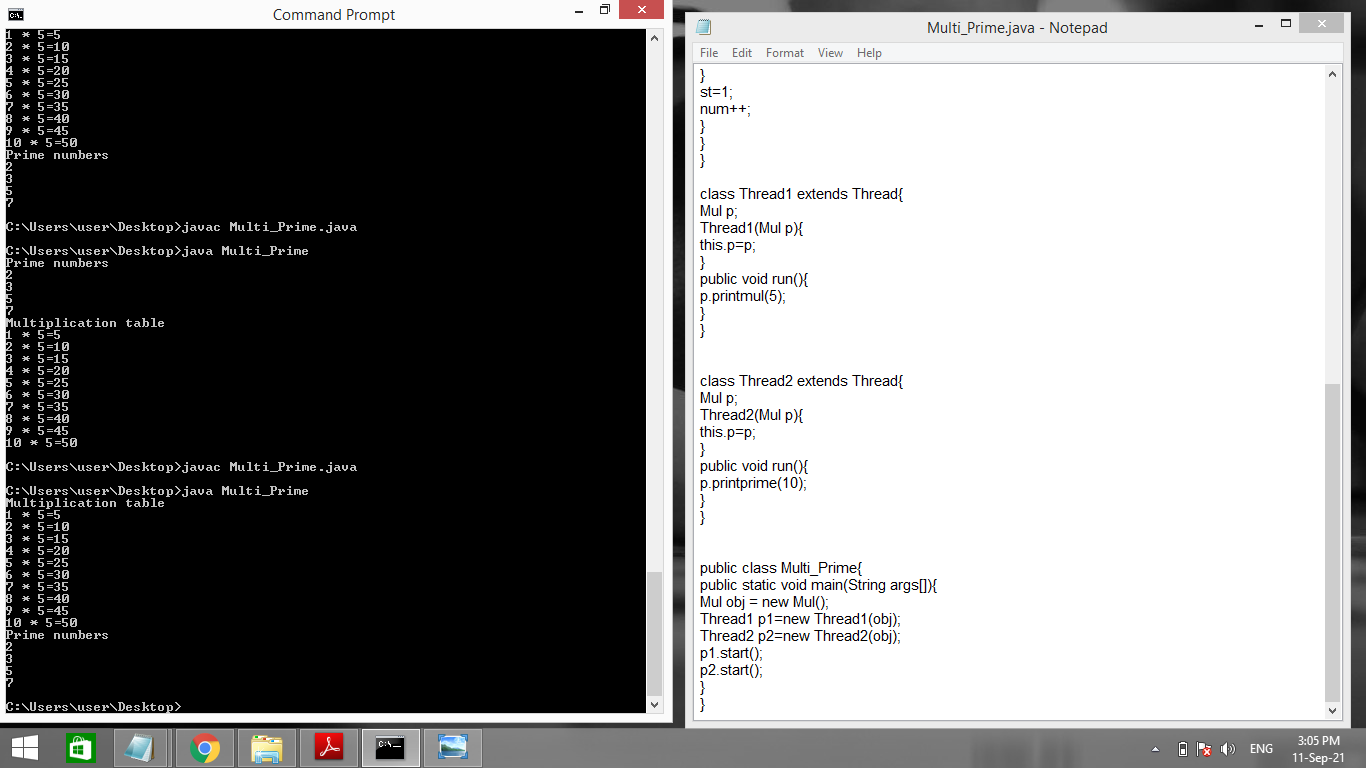 Command Prompt
1 * 5=5
2 * 5=10
3 * 5=15
4 * 5=20
5 * 5=25
6 * 5=30
7 * 5=35
8 * 5=40
9 * 5=45
10 * 5=50
Prime numbers
2
3
5
7
C:\Users\user\Desktop>javac Multi_Prime.java
C:\Users\user\Desktop>java Multi_Prime
Prime numbers
2
3
5
7
Multiplication table
1 * 5=5
2 * 5=10
3 * 5=15
4 * 5=20
5 * 5=25
6 * 5=30
7 * 5=35
8 * 5=40
9 * 5=45
10 * 5=50
C:\Users\user\Desktop>javac Multi_Prime.java
C:\Users\user\Desktop>java Multi_Prime
Multiplication table
1 * 5=5
2 * 5=10
3 * 5=15
4 * 5=20
5 * 5=25
6 * 5=30
7 * 5=35
8 * 5=40
9 * 5=45
10 * 5=50
Prime numbers
2
3
5
7
C:\Users\user\Desktop>
Multi_Prime.java - Notepad
File Edit Format View Help
}
st=1;
num++;
}
}
}
class Thread1 extends Thread{
Mul p;
Thread1(Mul p){
this.p=p;
}
public void run(){
p.printmul(5);
}
}
class Thread2 extends Thread{
Mul p;
Thread2(Mul p){
this.p=p;
}
public void run(){
p.printprime(10);
}
}
public class Multi_Prime{
public static void main(String args[]){
Mul obj = new Mul();
Thread1 p1=new Thread1(obj);
Thread2 p2=new Thread2(obj);
p1.start();
p2.start();
}
}
ENG
3:05 PM
11-Sep-21